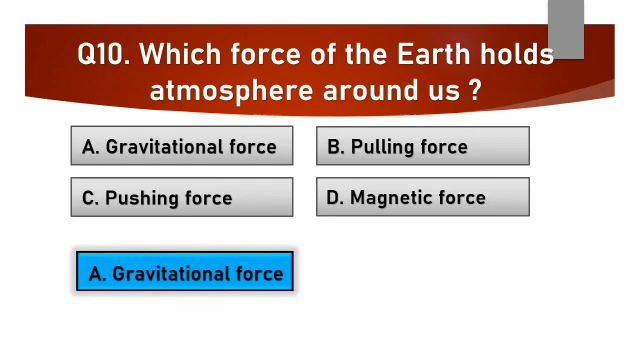 Q10. Which force of the Earth holds
atmosphere around us ?
A. Gravitational force
B. Pulling force
C. Pushing force
D. Magnetic force
A. Gravitational force